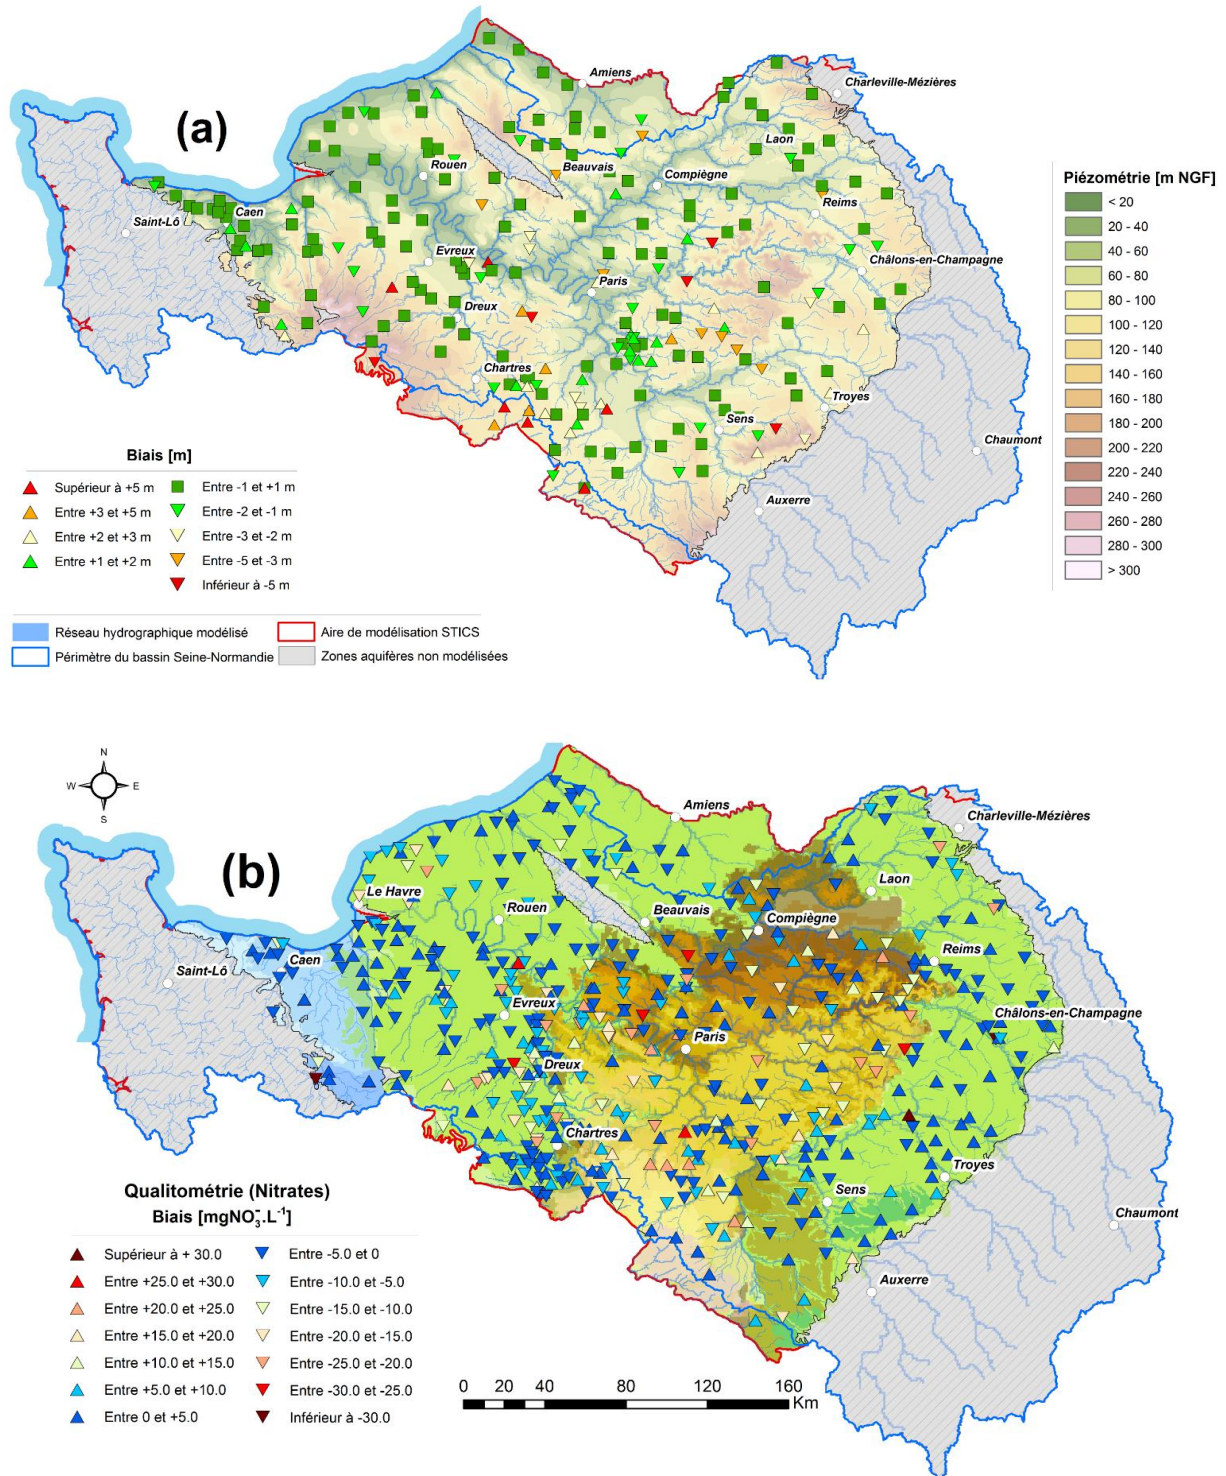 (a)
Amiens
Charleville-Mézières
Laon
Rouen
Beauvais
Compiègne
Reims
Caen
Saint-Lô
Evreux
Châlons-en-Champagne
Paris
Dreux
Chartres
Troyes
Sens
Chaumont
Auxerre
Piézométrie [m NGF]
< 20
20 - 40
40 - 60
60 - 80
80 - 100
100 - 120
120 - 140
140 - 160
160 - 180
180 - 200
200 - 220
220 - 240
240 - 260
260 - 280
280 - 300
> 300
Biais [m]
Supérieur à +5 m
Entre +3 et +5 m
Entre +2 et +3 m
Entre +1 et +2 m
Entre -1 et +1 m
Entre -2 et -1 m
Entre -3 et -2 m
Entre -5 et -3 m
Inférieur à -5 m
Réseau hydrographique modélisé
Périmètre du bassin Seine-Normandie
Aire de modélisation STICS
Zones aquifères non modélisées
N
W E
S
(b)
Amiens
Charleville-Mézières
Laon
Le Havre
Rouen
Beauvais
Compiègne
Reims
Caen
Saint-Lô
Evreux
Châlons-en-Champagne
Paris
Dreux
Chartres
Troyes
Sens
Chaumont
Auxerre
Qualitométrie (Nitrates)
Biais [mgNO₃⁻.L⁻¹]
Supérieur à + 30.0
Entre +25.0 et +30.0
Entre +20.0 et +25.0
Entre +15.0 et +20.0
Entre +10.0 et +15.0
Entre +5.0 et +10.0
Entre 0 et +5.0
Entre -5.0 et 0
Entre -10.0 et -5.0
Entre -15.0 et -10.0
Entre -20.0 et -15.0
Entre -25.0 et -20.0
Entre -30.0 et -25.0
Inférieur à -30.0
0 20 40 80 120 160
Km